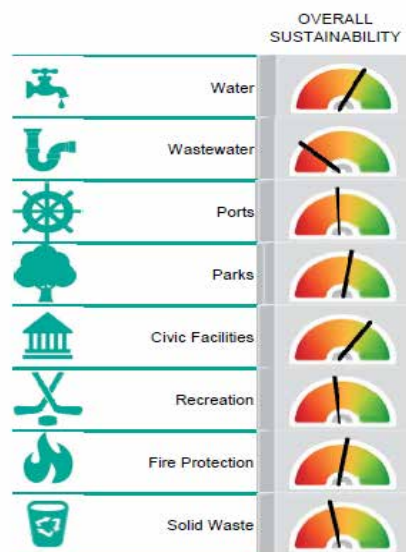 OVERALL
SUSTAINABILITY
Water
Wastewater
Ports
Parks
Civic Facilities
Recreation
Fire Protection
Solid Waste